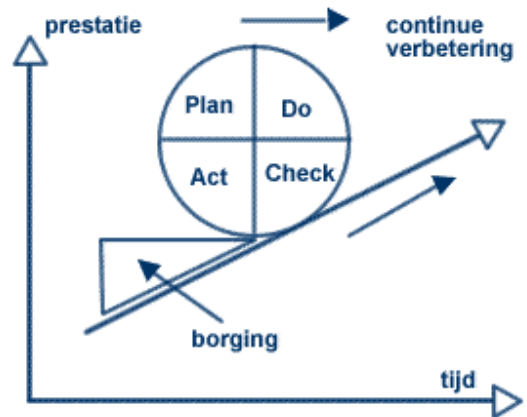 prestatie
continue
verbetering
Plan
Do
Act
Check
borging
tijd